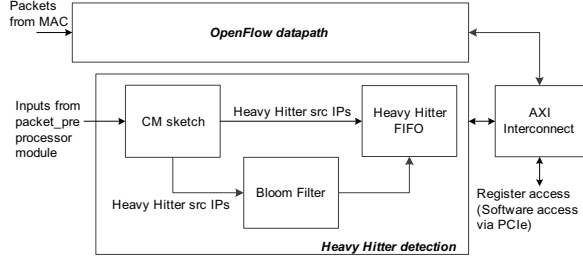 Packets
from MAC
OpenFlow datapath
Inputs from
packet_pre
processor
module
CM sketch
Heavy Hitter src IPs
Heavy Hitter
FIFO
AXI
Interconnect
Heavy Hitter src IPs
Bloom Filter
Register access
(Software access
via PCIe)
Heavy Hitter detection